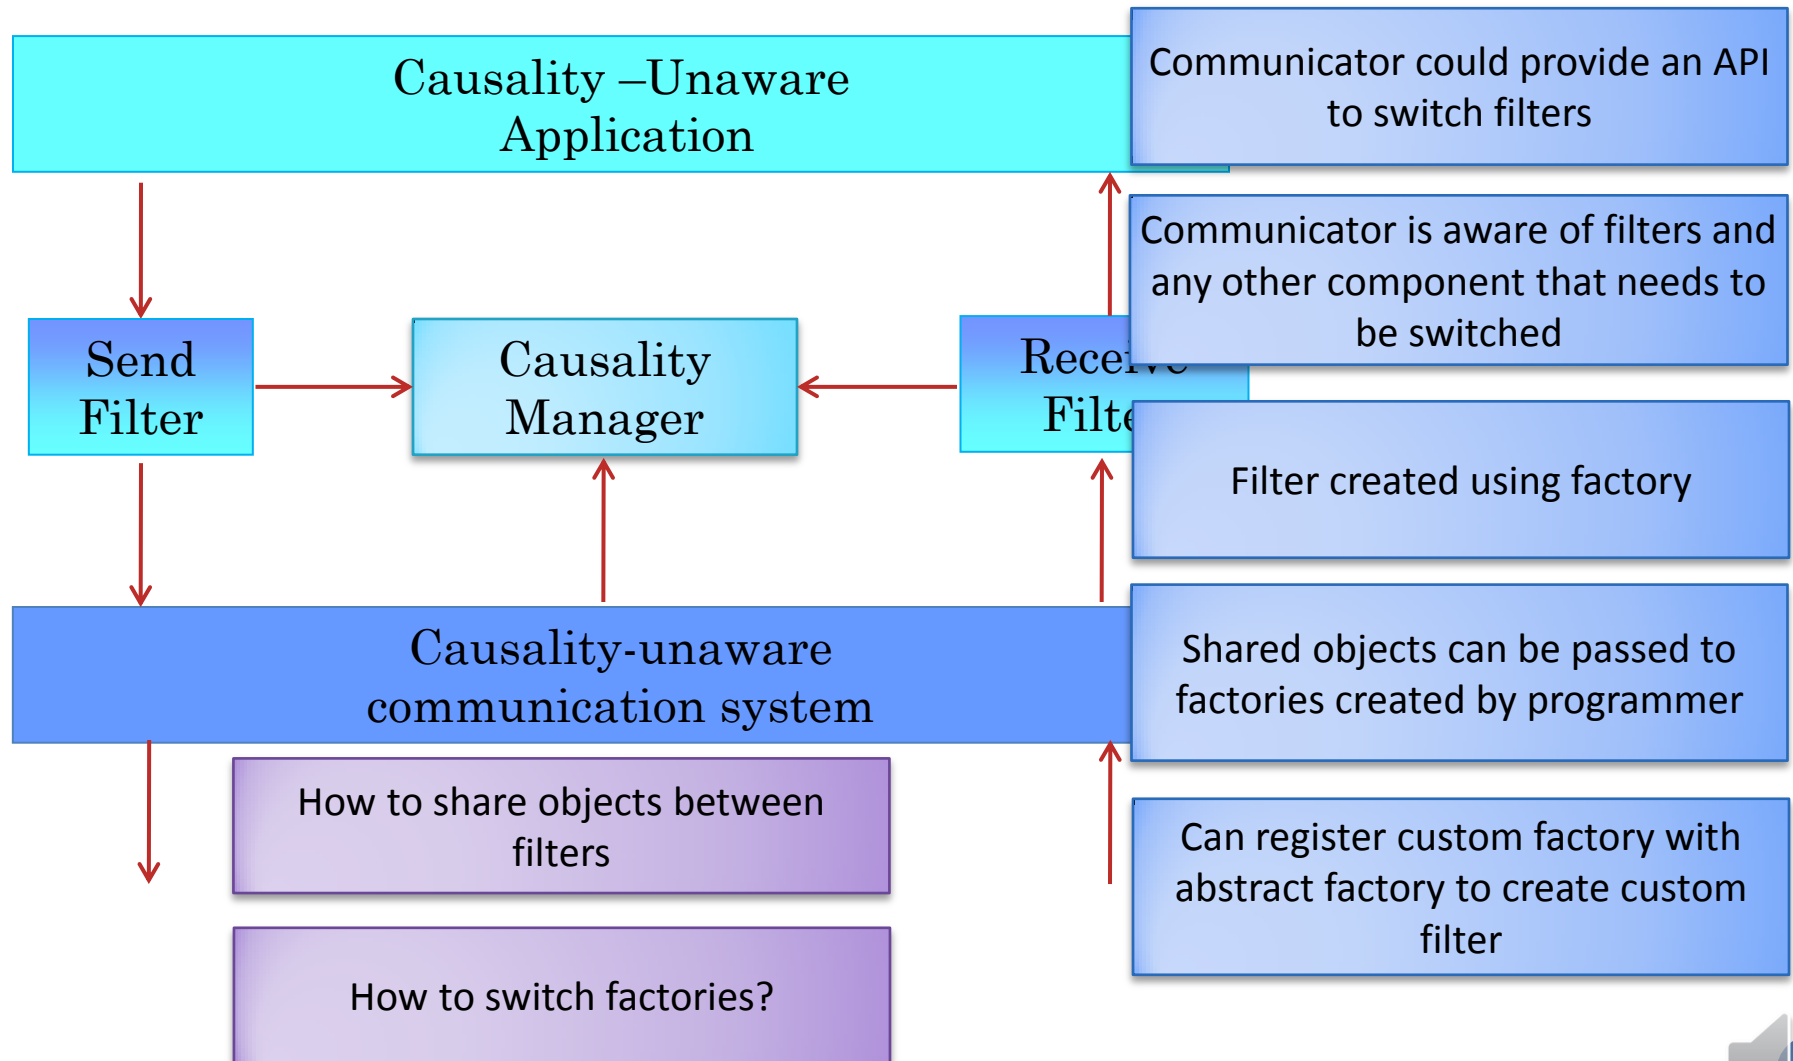 Causality –Unaware
Application
Communicator could provide an API
to switch filters
Communicator is aware of filters and
any other component that needs to
be switched
Send
Filter
Causality
Manager
Receive
Filter
Filter created using factory
Causality-unaware
communication system
Shared objects can be passed to
factories created by programmer
How to share objects between
filters
Can register custom factory with
abstract factory to create custom
filter
How to switch factories?